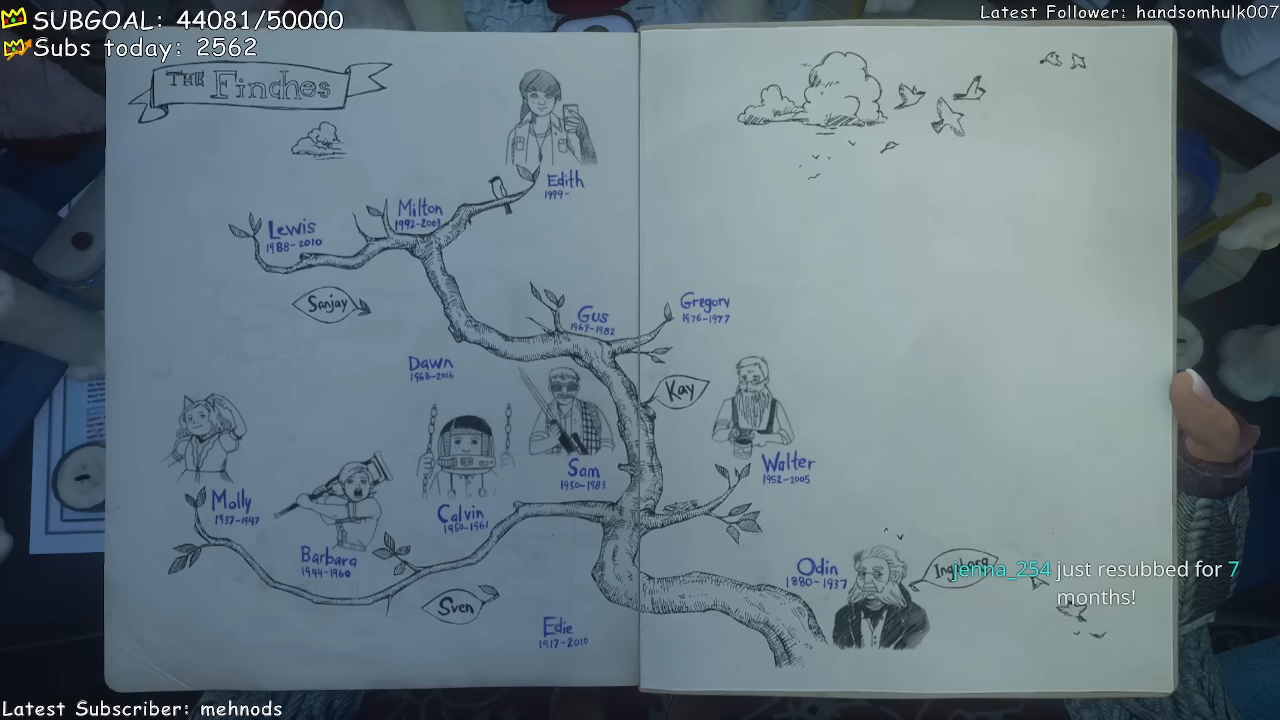 SUBGOAL: 44081/50000
Subs today: 2562
Latest Follower: handsomhulk007
THE Finches
Edith
1999-
Milton
1992-2003
Lewis
1988-2010
Sanjay
Gus
1969-1982
Gregory
1976-1977
Dawn
1968-2016
Kay
Sam
1950-1983
Walter
1952-2005
Molly
1937-1947
Calvin
1950-1961
Barbara
1944-1960
Odin
1880-1937
jenna_254 just resubbed for 7
months!
Sven
Edie
1917-2010
Latest Subscriber: mehnods